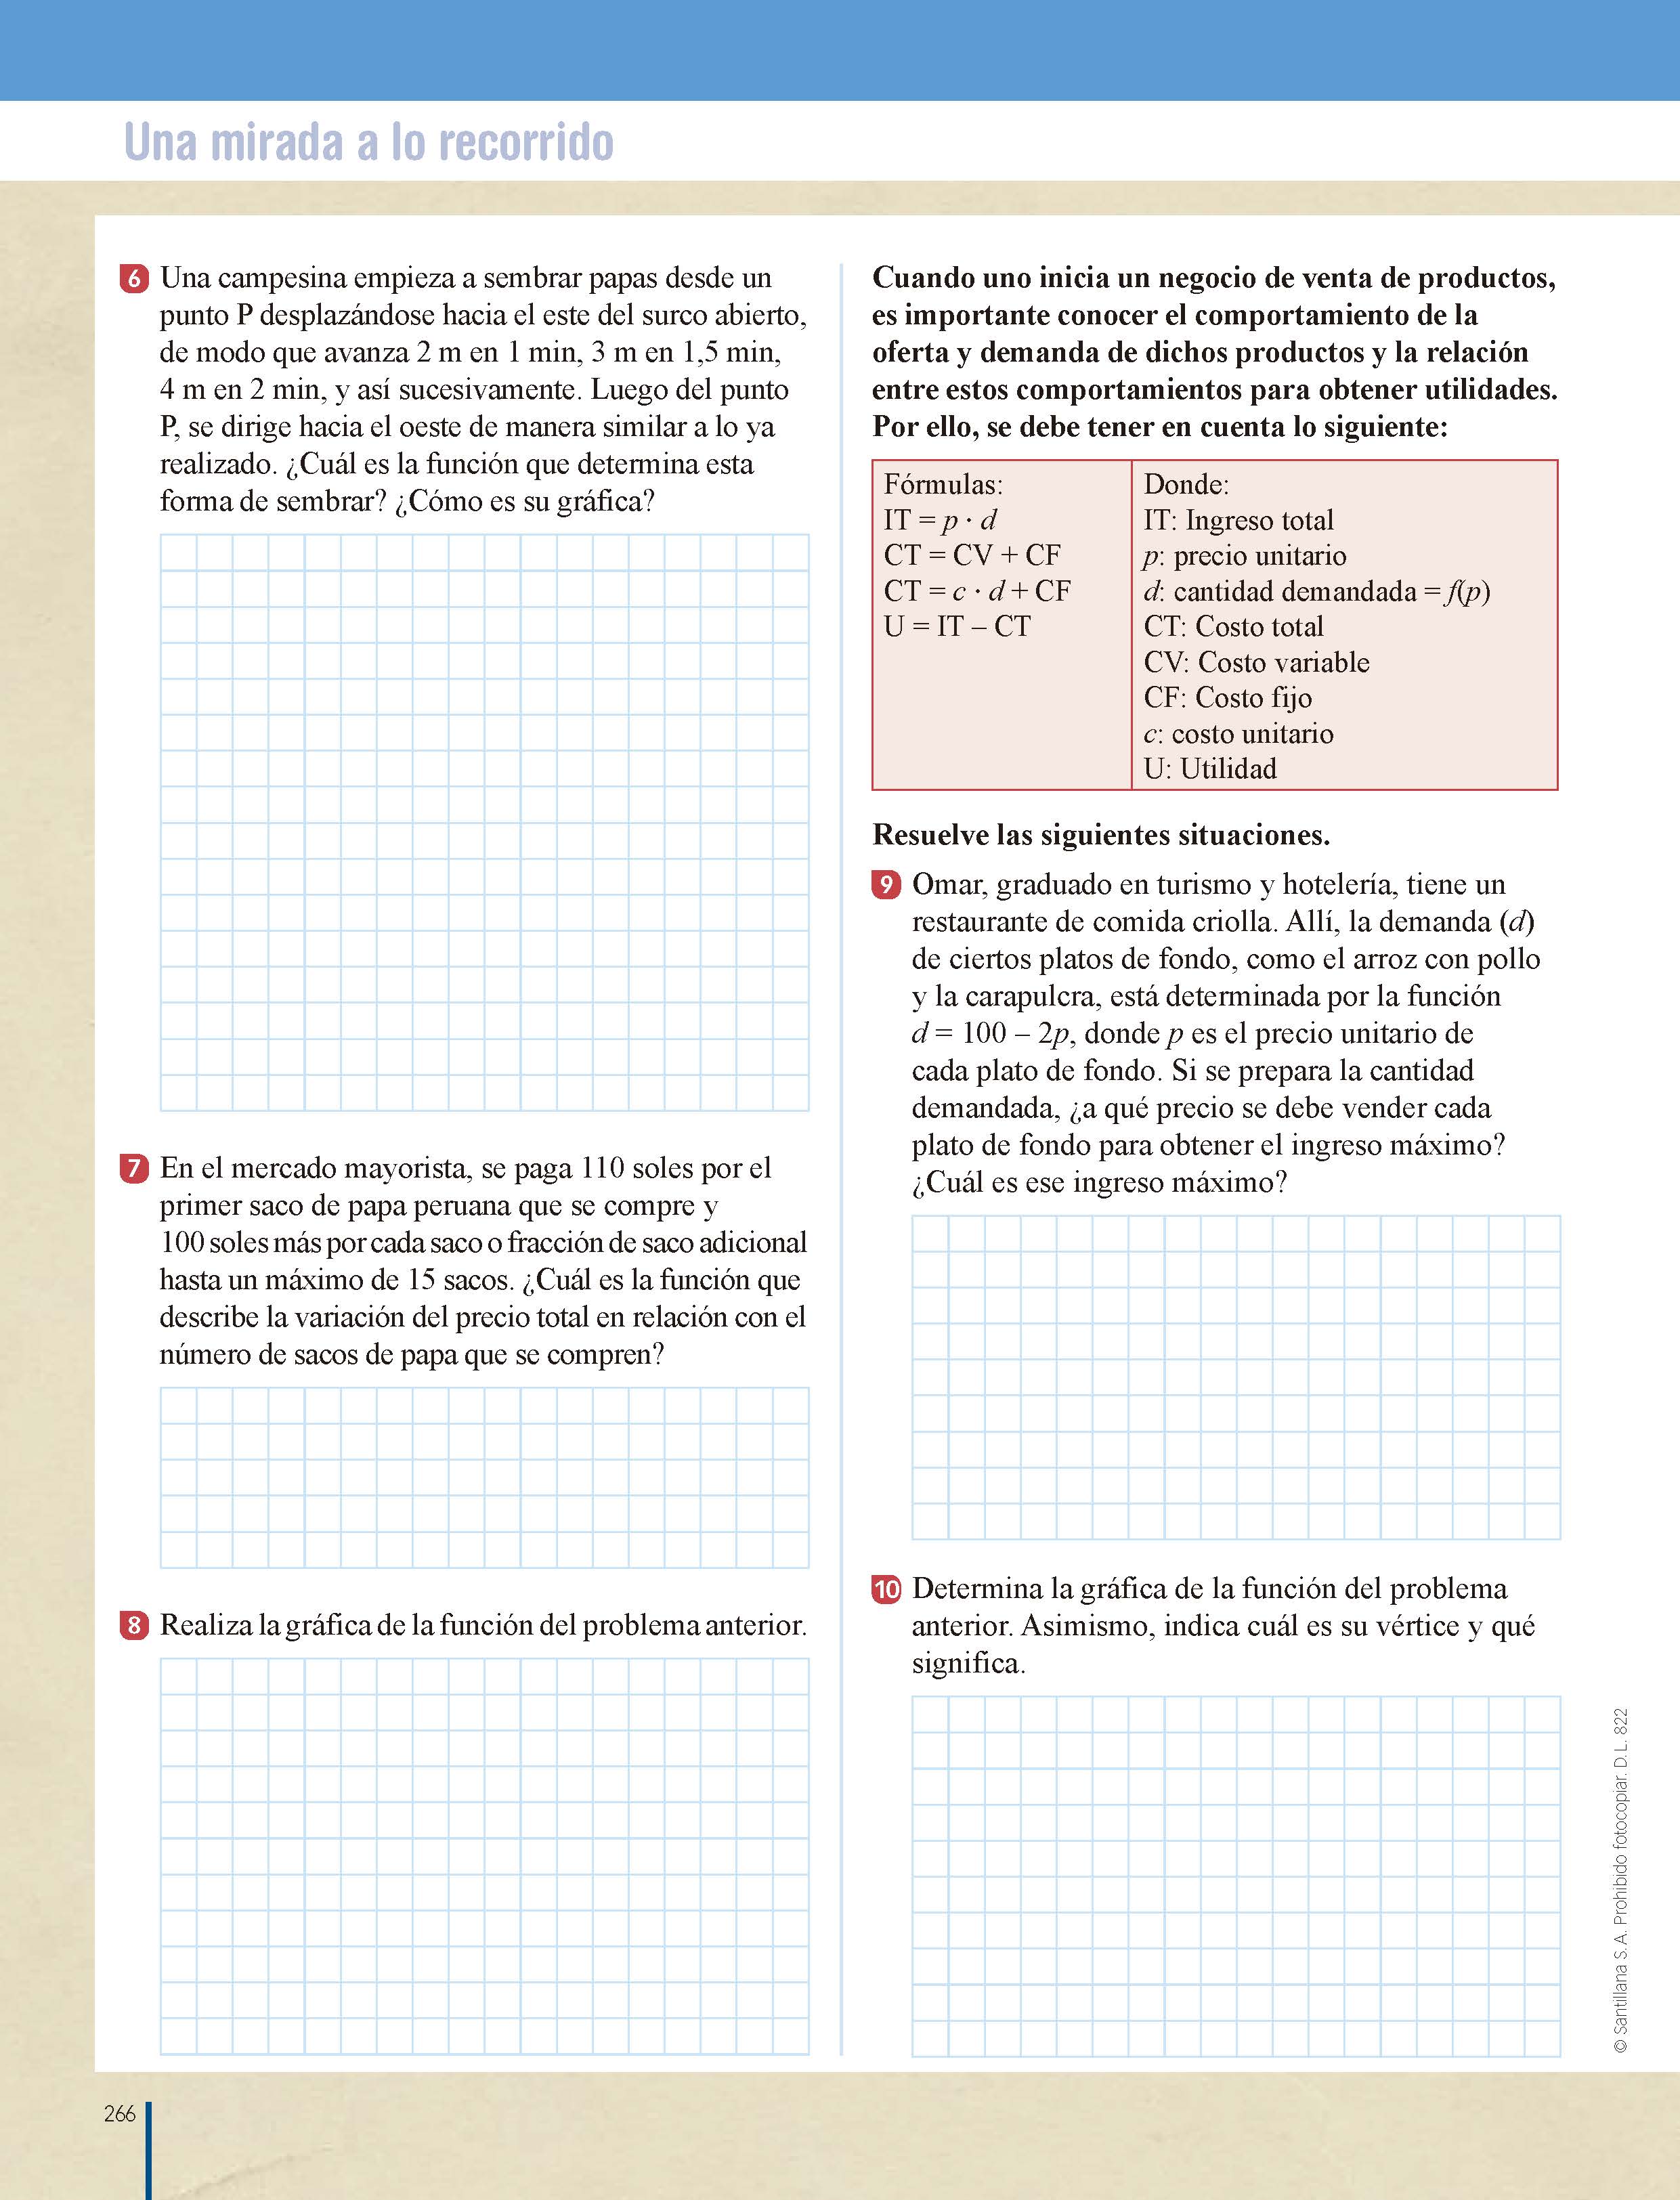 Una mirada a lo recorrido
6 Una campesina empieza a sembrar papas desde un
punto P desplazándose hacia el este del surco abierto,
de modo que avanza 2 m en 1 min, 3 m en 1,5 min,
4 m en 2 min, y así sucesivamente. Luego del punto
P, se dirige hacia el oeste de manera similar a lo ya
realizado. ¿Cuál es la función que determina esta
forma de sembrar? ¿Cómo es su gráfica?
7 En el mercado mayorista, se paga 110 soles por el
primer saco de papa peruana que se compre y
100 soles más por cada saco o fracción de saco adicional
hasta un máximo de 15 sacos. ¿Cuál es la función que
describe la variación del precio total en relación con el
número de sacos de papa que se compren?
8 Realiza la gráfica de la función del problema anterior.
Cuando uno inicia un negocio de venta de productos,
es importante conocer el comportamiento de la
oferta y demanda de dichos productos y la relación
entre estos comportamientos para obtener utilidades.
Por ello, se debe tener en cuenta lo siguiente:
Fórmulas:
IT = p · d
CT = CV + CF
CT = c · d + CF
U = IT – CT
Donde:
IT: Ingreso total
p: precio unitario
d: cantidad demandada = f(p)
CT: Costo total
CV: Costo variable
CF: Costo fijo
c: costo unitario
U: Utilidad
Resuelve las siguientes situaciones.
9 Omar, graduado en turismo y hotelería, tiene un
restaurante de comida criolla. Allí, la demanda (d)
de ciertos platos de fondo, como el arroz con pollo
y la carapulcra, está determinada por la función
d = 100 – 2p, donde p es el precio unitario de
cada plato de fondo. Si se prepara la cantidad
demandada, ¿a qué precio se debe vender cada
plato de fondo para obtener el ingreso máximo?
¿Cuál es ese ingreso máximo?
10 Determina la gráfica de la función del problema
anterior. Asimismo, indica cuál es su vértice y qué
significa.
© Santillana S. A. Prohibido fotocopiar. D. L. 822
266